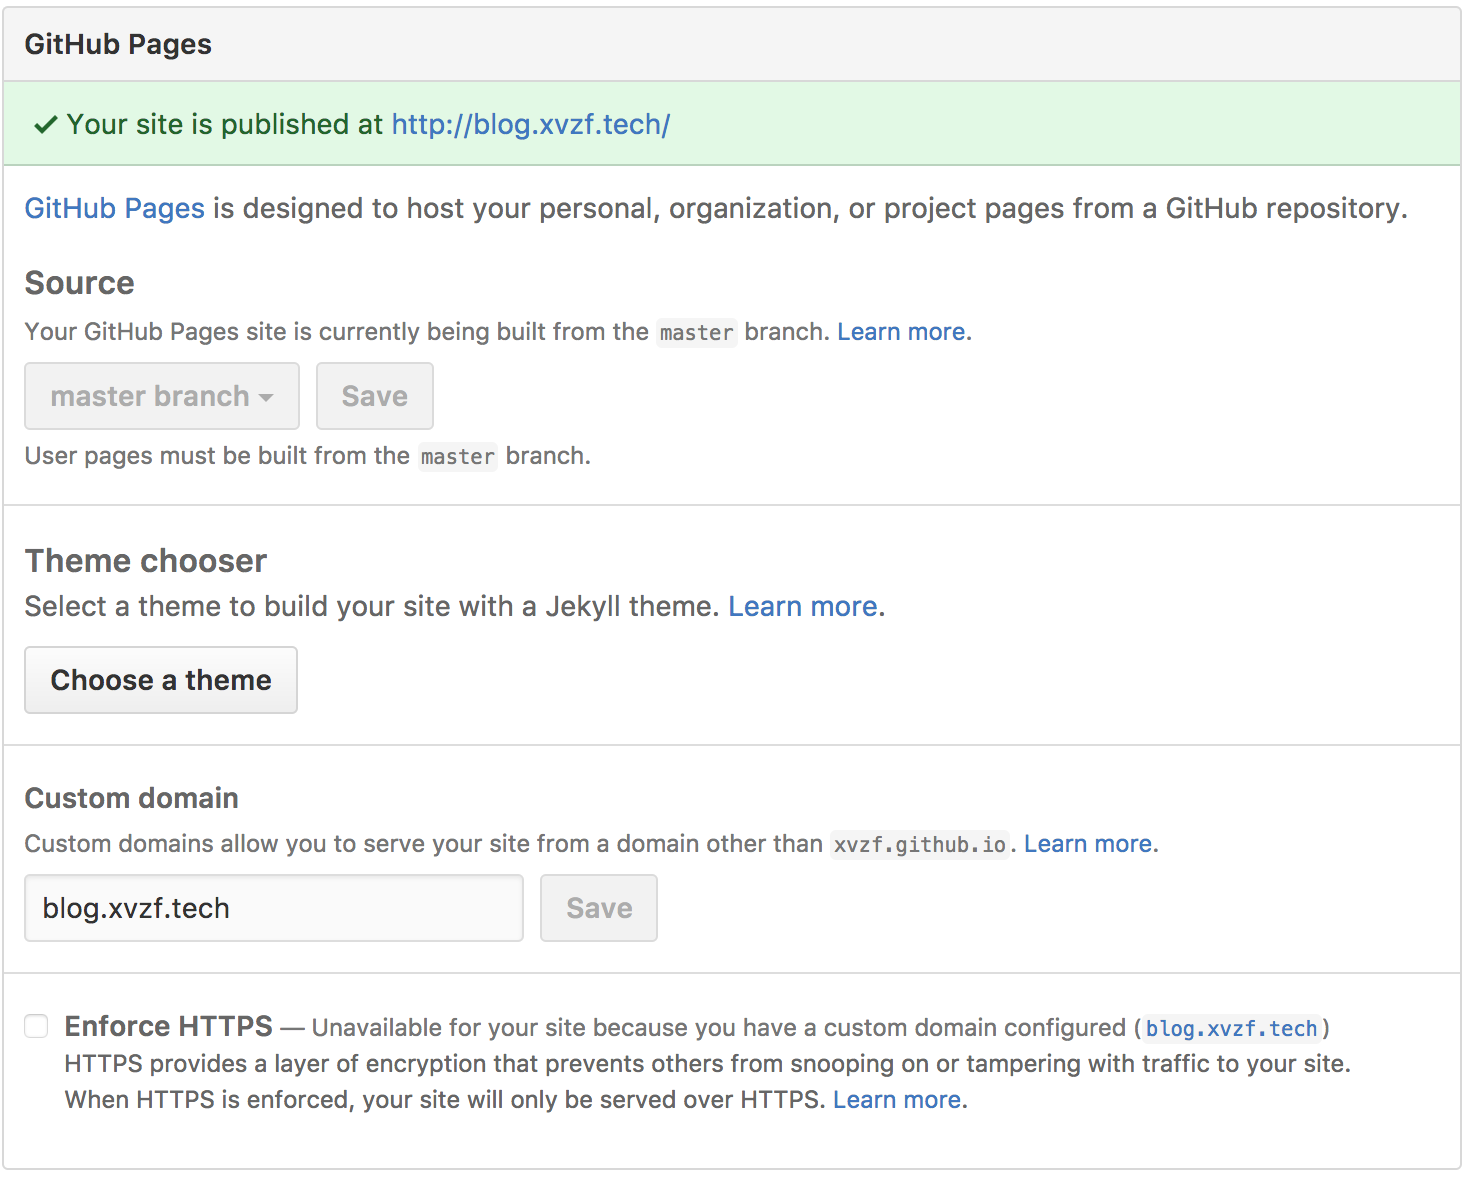 GitHub Pages
Your site is published at http://blog.xvzf.tech/
GitHub Pages is designed to host your personal, organization, or project pages from a GitHub repository.
Source
Your GitHub Pages site is currently being built from the master branch. Learn more.
master branch Save
User pages must be built from the master branch.
Theme chooser
Select a theme to build your site with a Jekyll theme. Learn more.
Choose a theme
Custom domain
Custom domains allow you to serve your site from a domain other than xvzf.github.io. Learn more.
blog.xvzf.tech Save
Enforce HTTPS — Unavailable for your site because you have a custom domain configured (blog.xvzf.tech)
HTTPS provides a layer of encryption that prevents others from snooping on or tampering with traffic to your site.
When HTTPS is enforced, your site will only be served over HTTPS. Learn more.